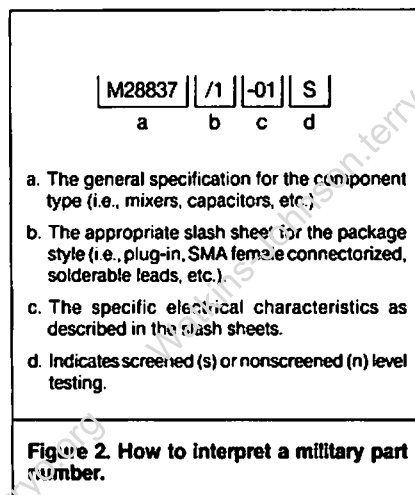 M28837 /1 -01 S
a b c d
a. The general specification for the component
type (i.e., mixers, capacitors, etc.)
b. The appropriate slash sheet for the package
style (i.e., plug-in, SMA female connectorized,
solderable leads, etc.).
c. The specific electrical characteristics as
described in the slash sheets.
d. Indicates screened (s) or nonscreened (n) level
testing.
Figure 2. How to interpret a military part
number.